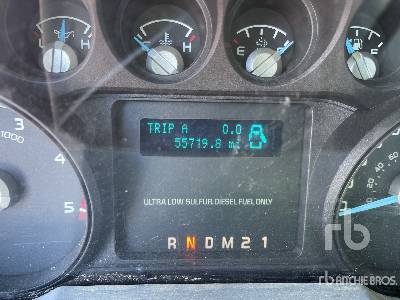 L H
C H
E F
F
3
1000
4
5
TRIP A 0.0
55719.8 mi
ULTRA LOW SULFUR DIESEL FUEL ONLY
R N D M 2 1
rb
RITCHIE BROS.